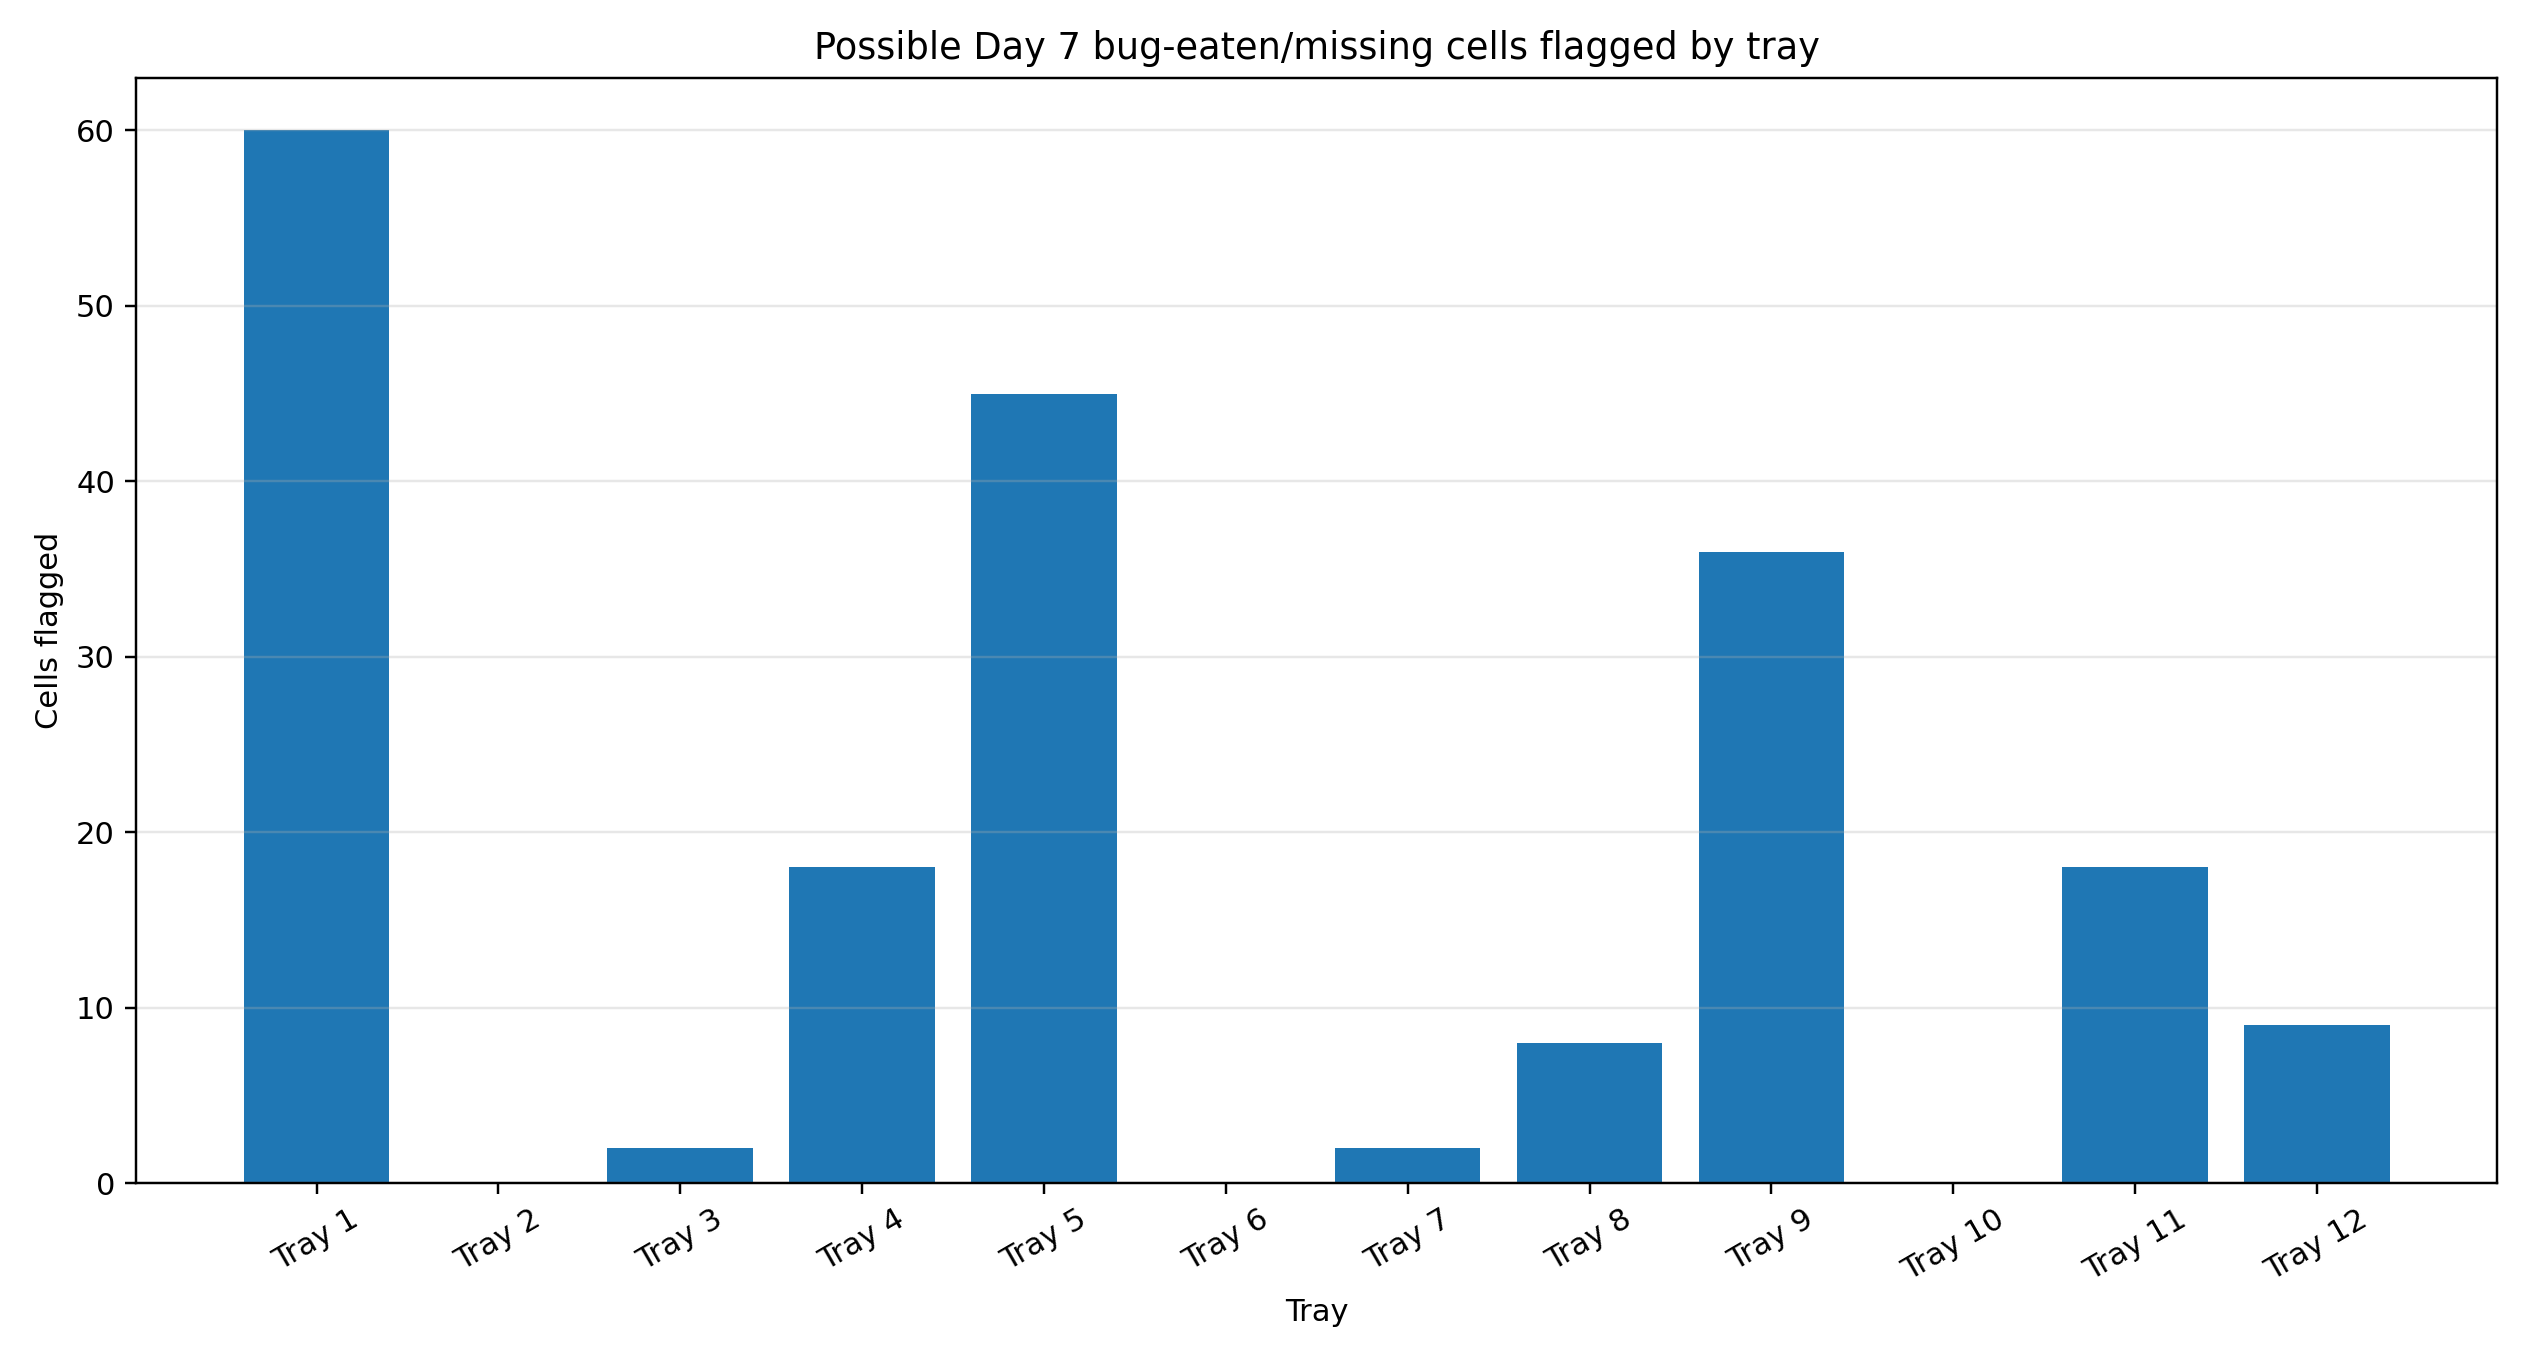 Possible Day 7 bug-eaten/missing cells flagged by tray
60
50
40
30
20
10
0
Cells flagged
Tray 1
Tray 2
Tray 3
Tray 4
Tray 5
Tray 6
Tray 7
Tray 8
Tray 9
Tray 10
Tray 11
Tray 12
Tray